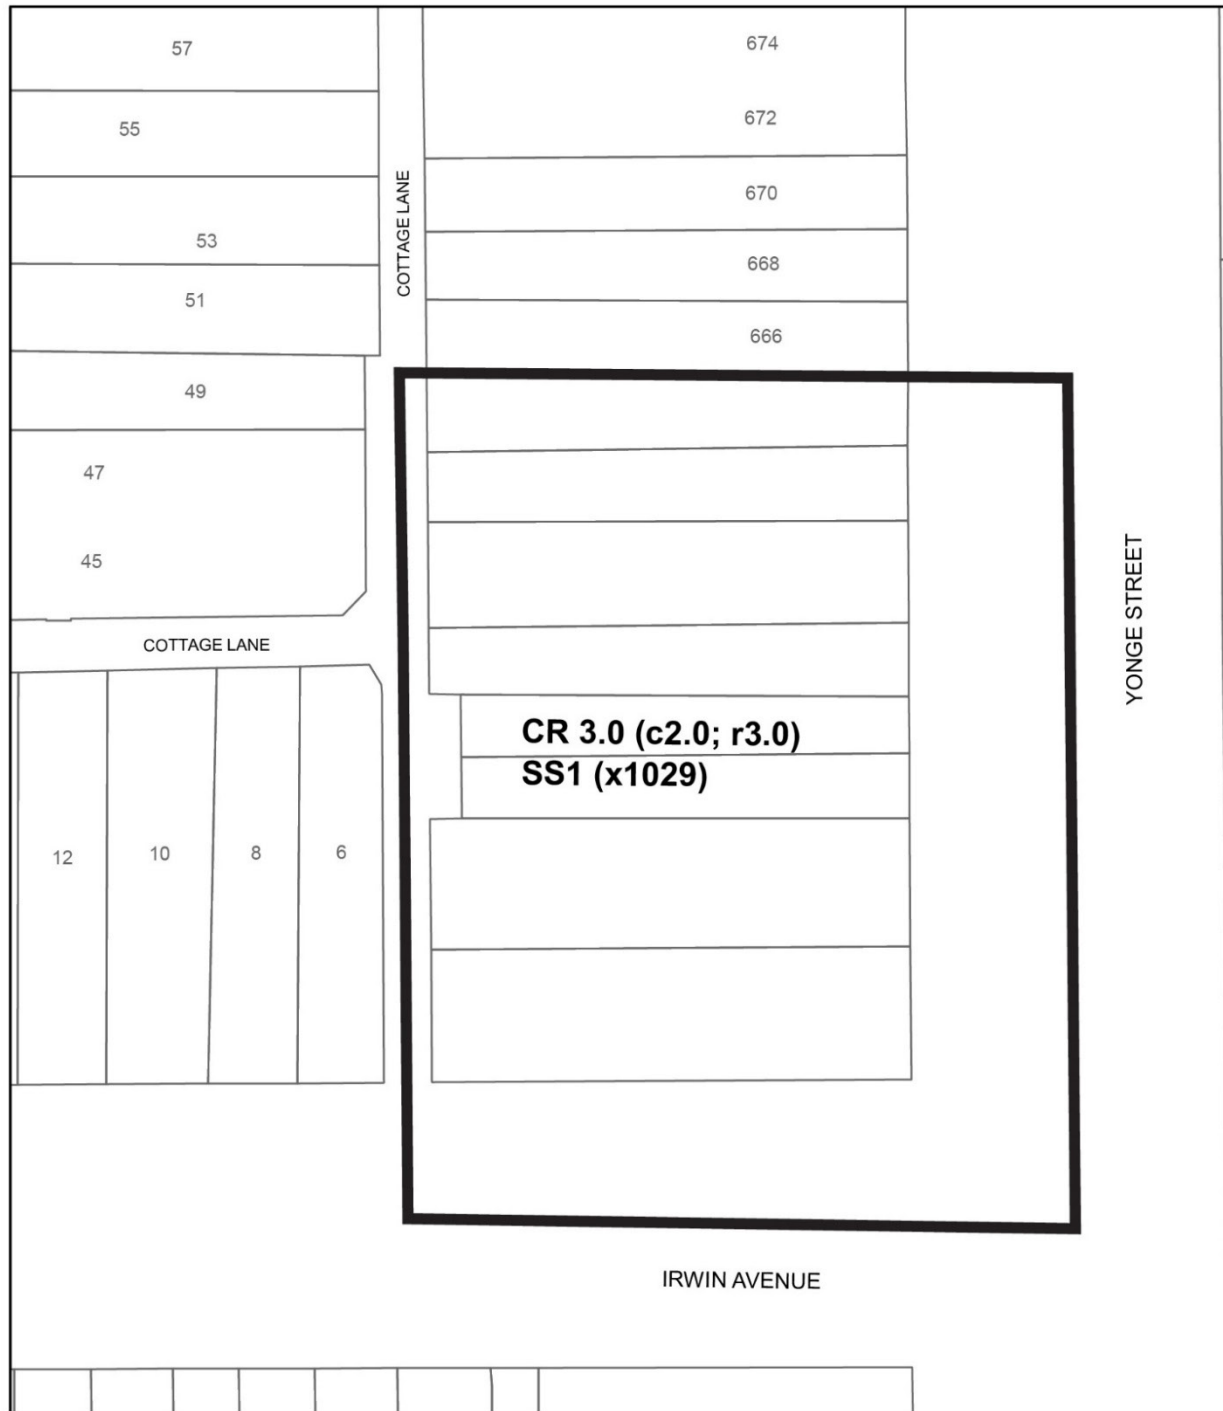 57
674
672
55
COTTAGE LANE
670
53
668
51
666
49
47
45
COTTAGE LANE
YONGE STREET
CR 3.0 (c2.0; r3.0)
SS1 (x1029)
12
10
8
6
IRWIN AVENUE